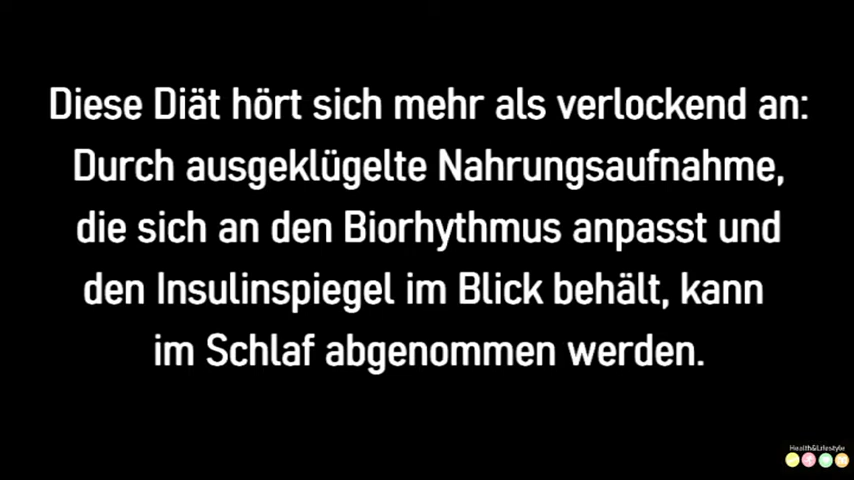 Diese Diät hört sich mehr als verlockend an:
Durch ausgeklügelte Nahrungsaufnahme,
die sich an den Biorhythmus anpasst und
den Insulinspiegel im Blick behält, kann
im Schlaf abgenommen werden.
Health&Lifestyle